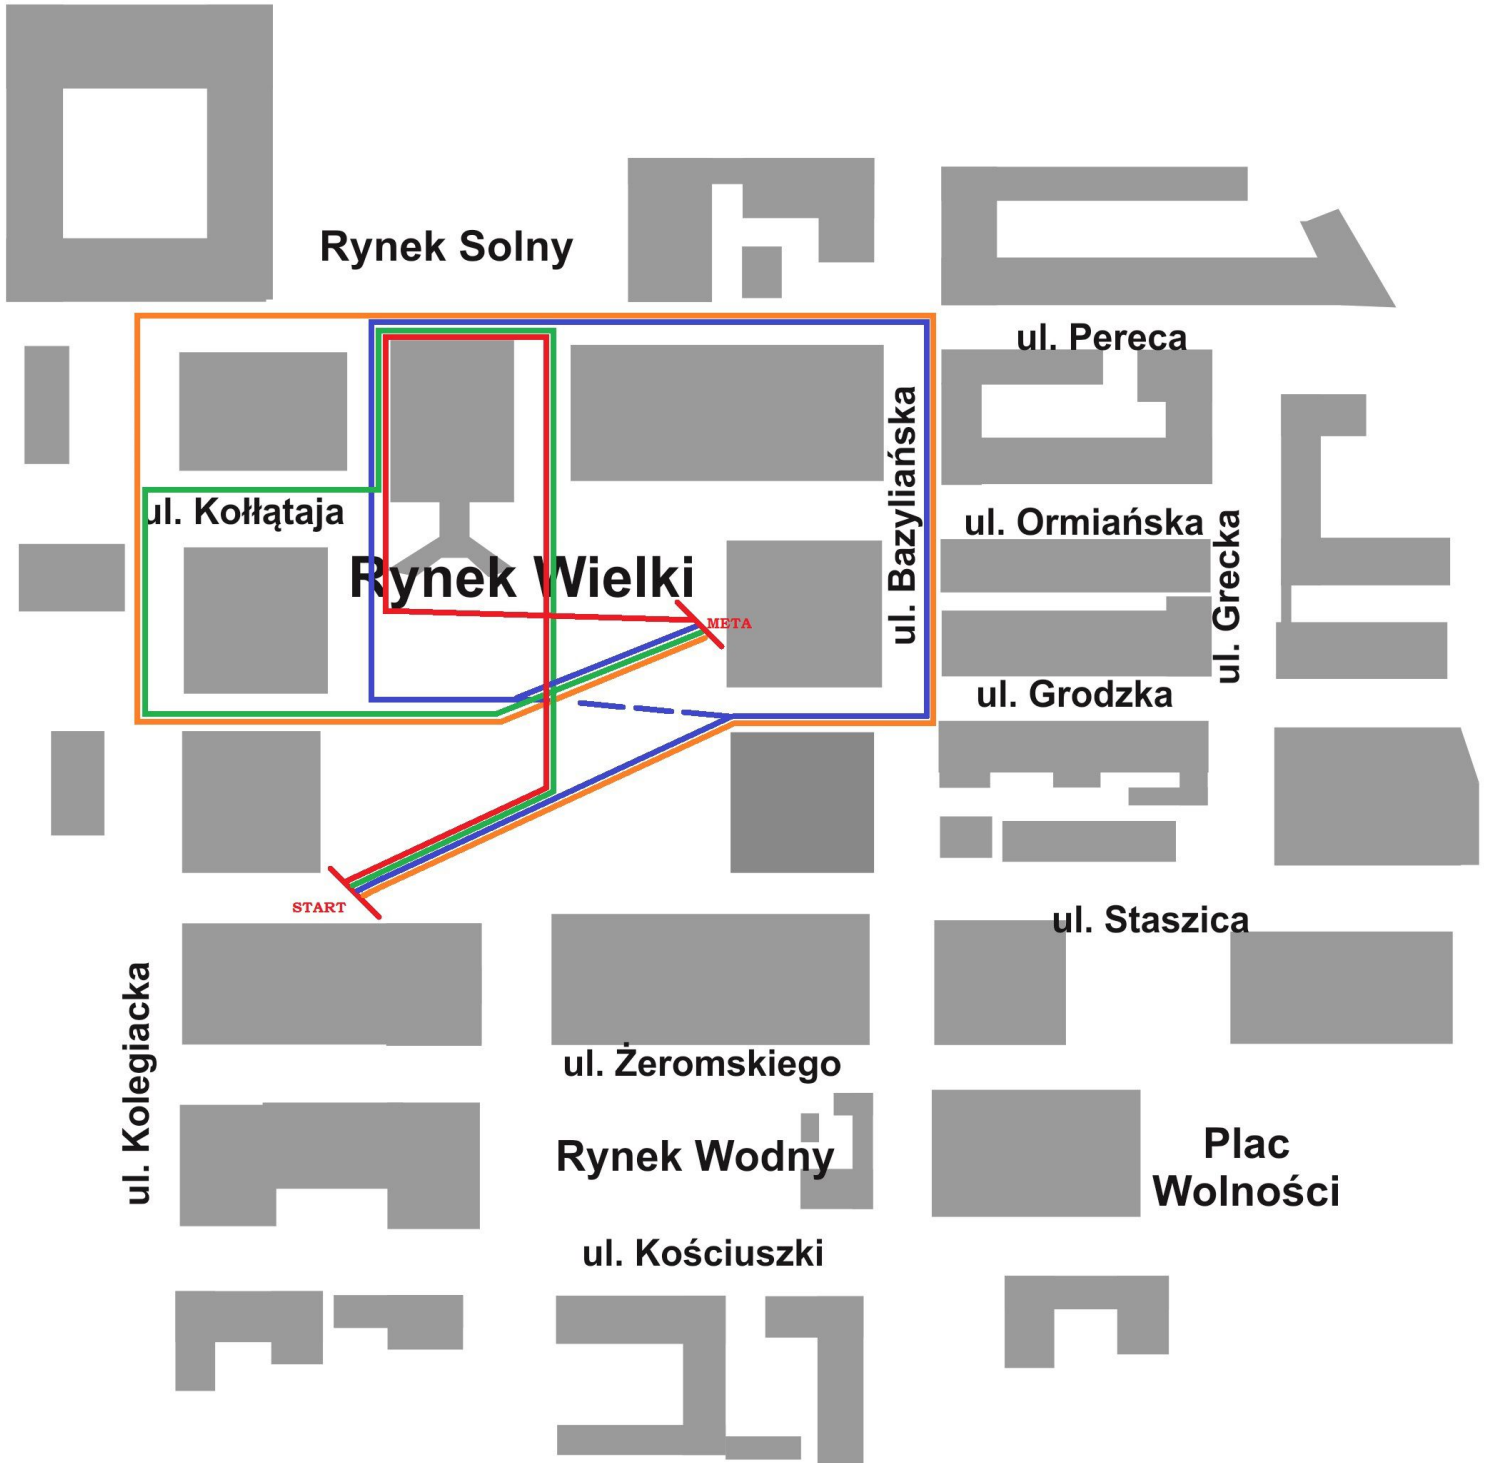 Rynek Solny
ul. Pereca
ul. Bazyliańska
ul. Kołłątaja
ul. Ormiańska
ul. Grecka
Rynek Wielki
META
ul. Grodzka
START
ul. Staszica
ul. Kolegiacka
ul. Żeromskiego
Rynek Wodny
Plac
Wolności
ul. Kościuszki